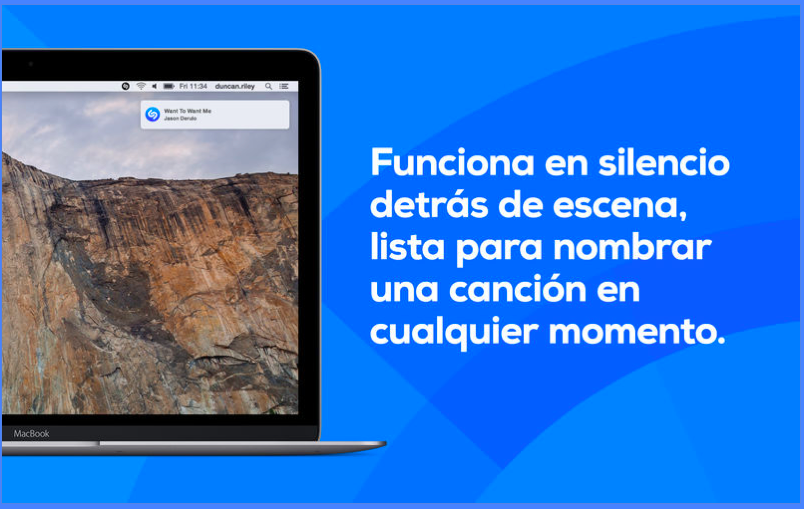 Fri 11:34 duncan.riley
Want To Want Me
Jason Derulo
Funciona en silencio
detrás de escena,
lista para nombrar
una canción en
cualquier momento.
MacBook